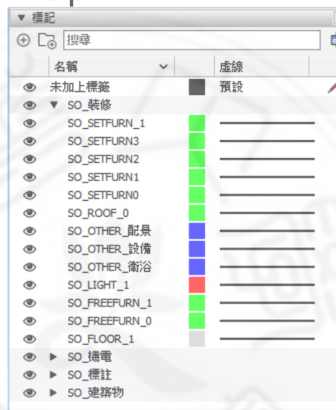 標記
搜尋
名稱 虛線
未加上標籤 預設
SO_裝修
SO_SETFURN_1
SO_SETFURN3
SO_SETFURN2
SO_SETFURN1
SO_SETFURN0
SO_ROOF_0
SO_OTHER_配景
SO_OTHER_設備
SO_OTHER_衛浴
SO_LIGHT_1
SO_FREEFURN_1
SO_FREEFURN_0
SO_FLOOR_1
SO_機電
SO_標註
SO_建築物